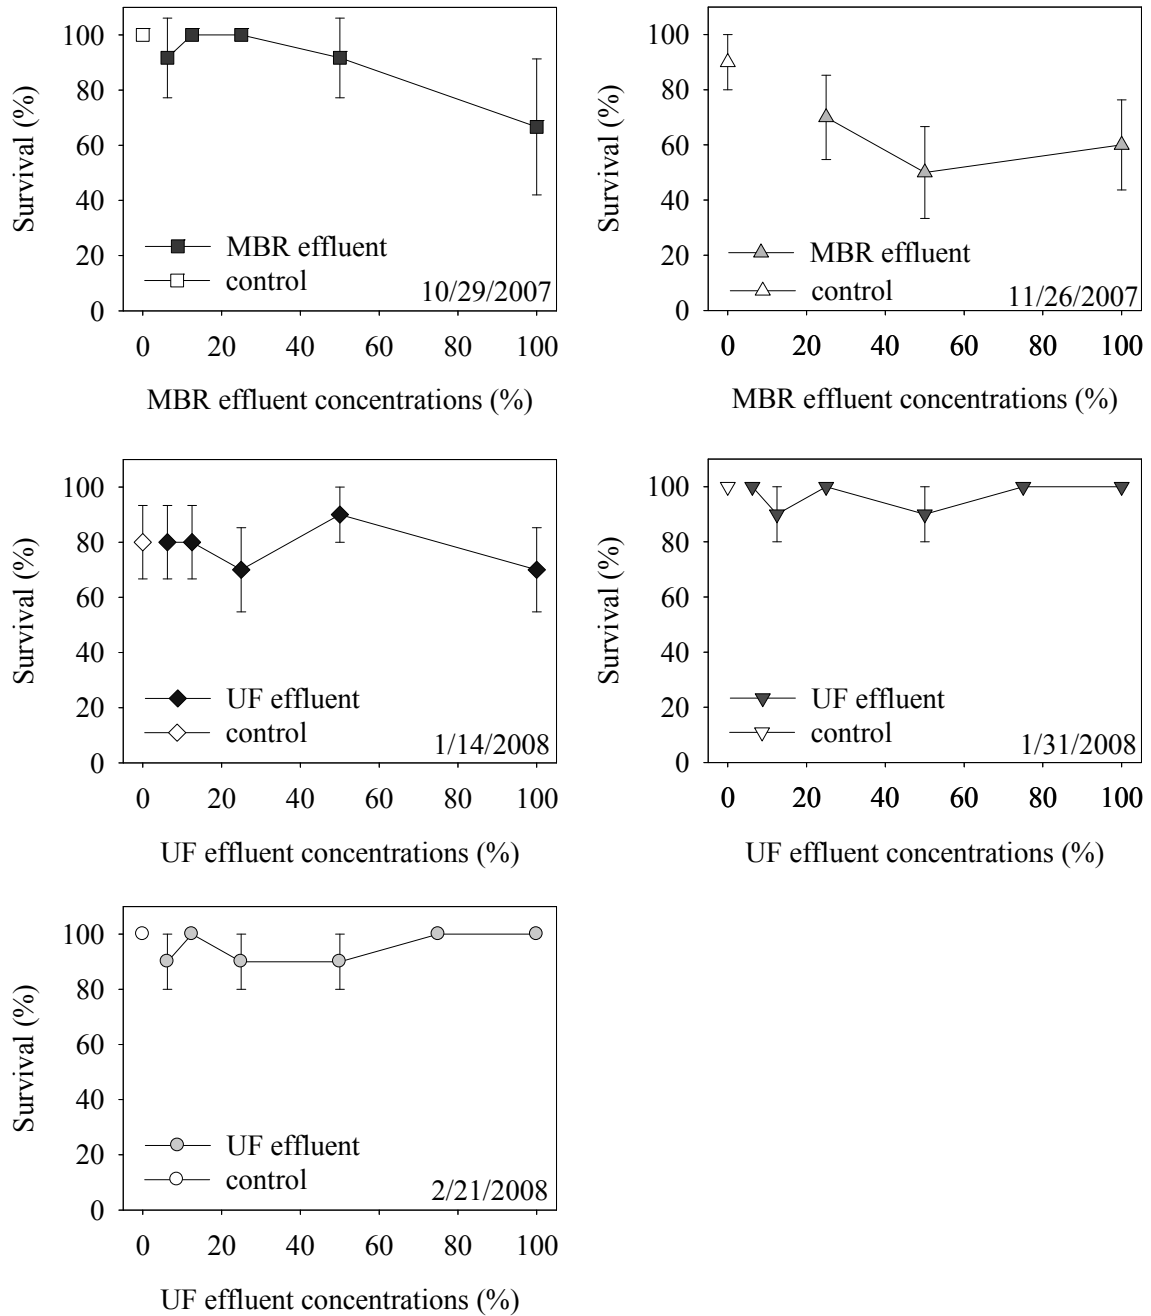 Survival (%)
100
80
60
40
20
0
MBR effluent
control
10/29/2007
0 20 40 60 80 100
MBR effluent concentrations (%)
Survival (%)
100
80
60
40
20
0
MBR effluent
control
11/26/2007
0 20 40 60 80 100
MBR effluent concentrations (%)
Survival (%)
100
80
60
40
20
0
UF effluent
control
1/14/2008
0 20 40 60 80 100
UF effluent concentrations (%)
Survival (%)
100
80
60
40
20
0
UF effluent
control
1/31/2008
0 20 40 60 80 100
UF effluent concentrations (%)
Survival (%)
100
80
60
40
20
0
UF effluent
control
2/21/2008
0 20 40 60 80 100
UF effluent concentrations (%)